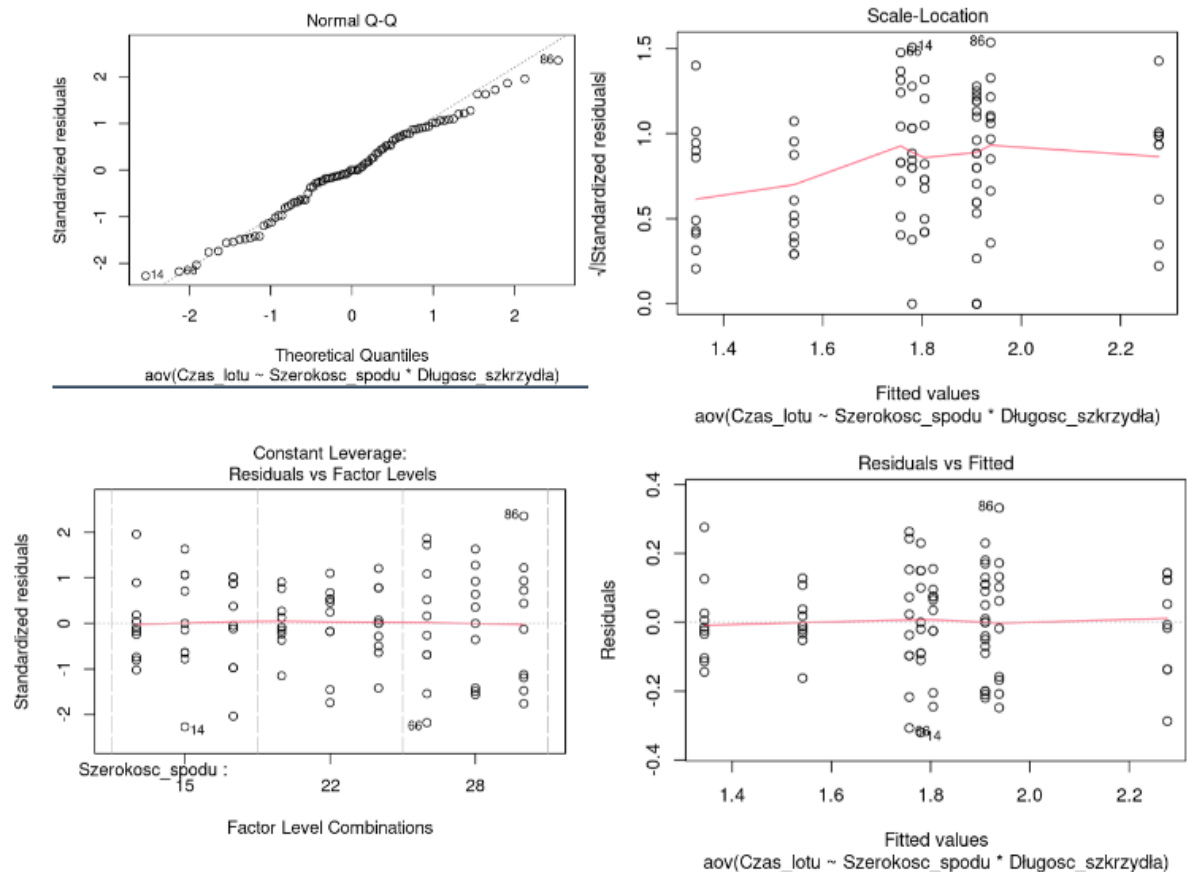 Normal Q-Q
Standardized residuals
2
1
0
-1
-2
86
14
66
-2
-1
0
1
2
Theoretical Quantiles
aov(Czas_lotu ~ Szerokosc_spodu * Długosc_szkrzydła)
Scale-Location
√|Standardized residuals|
1.5
1.0
0.5
0.0
66
14
86
1.4
1.6
1.8
2.0
2.2
Fitted values
aov(Czas_lotu ~ Szerokosc_spodu * Długosc_szkrzydła)
Constant Leverage:
Residuals vs Factor Levels
Standardized residuals
2
1
0
-1
-2
86
14
66
Szerokosc_spodu :
15
22
28
Factor Level Combinations
Residuals vs Fitted
Residuals
0.4
0.2
0.0
-0.2
-0.4
86
66
14
1.4
1.6
1.8
2.0
2.2
Fitted values
aov(Czas_lotu ~ Szerokosc_spodu * Długosc_szkrzydła)